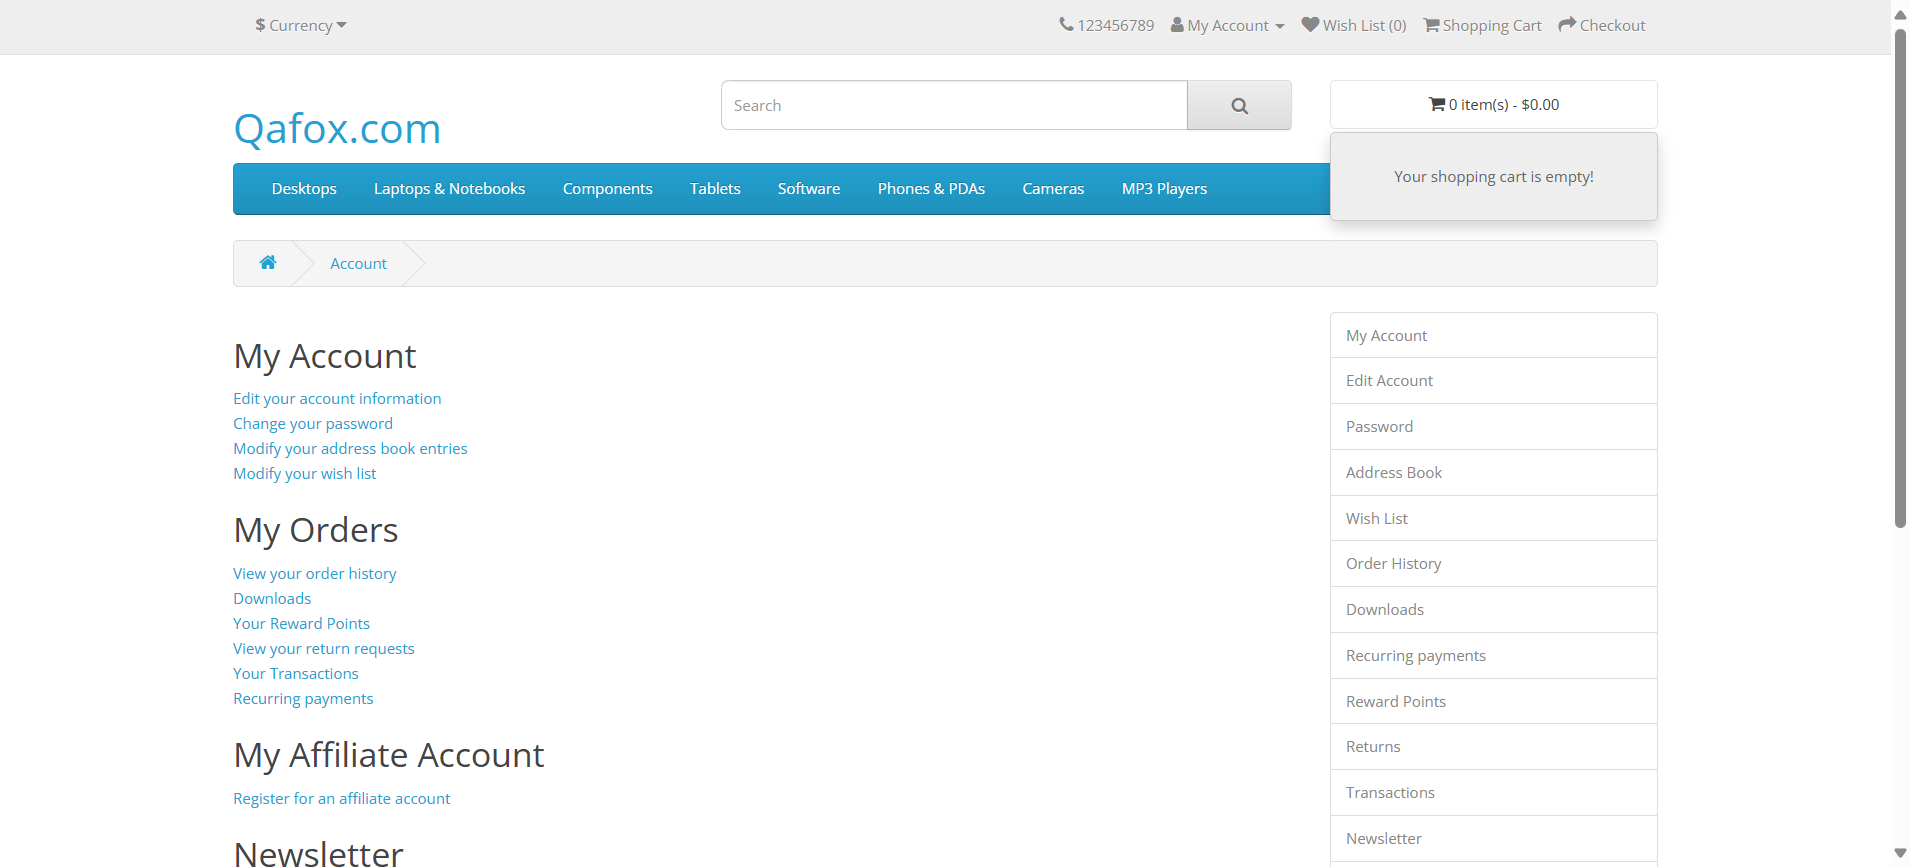 $ Currency
123456789 My Account Wish List (0) Shopping Cart Checkout
Qafox.com
Search
0 item(s) - $0.00
Your shopping cart is empty!
Desktops Laptops & Notebooks Components Tablets Software Phones & PDAs Cameras MP3 Players
Account
My Account
Edit your account information
Change your password
Modify your address book entries
Modify your wish list
My Orders
View your order history
Downloads
Your Reward Points
View your return requests
Your Transactions
Recurring payments
My Affiliate Account
Register for an affiliate account
Newsletter
My Account
Edit Account
Password
Address Book
Wish List
Order History
Downloads
Recurring payments
Reward Points
Returns
Transactions
Newsletter